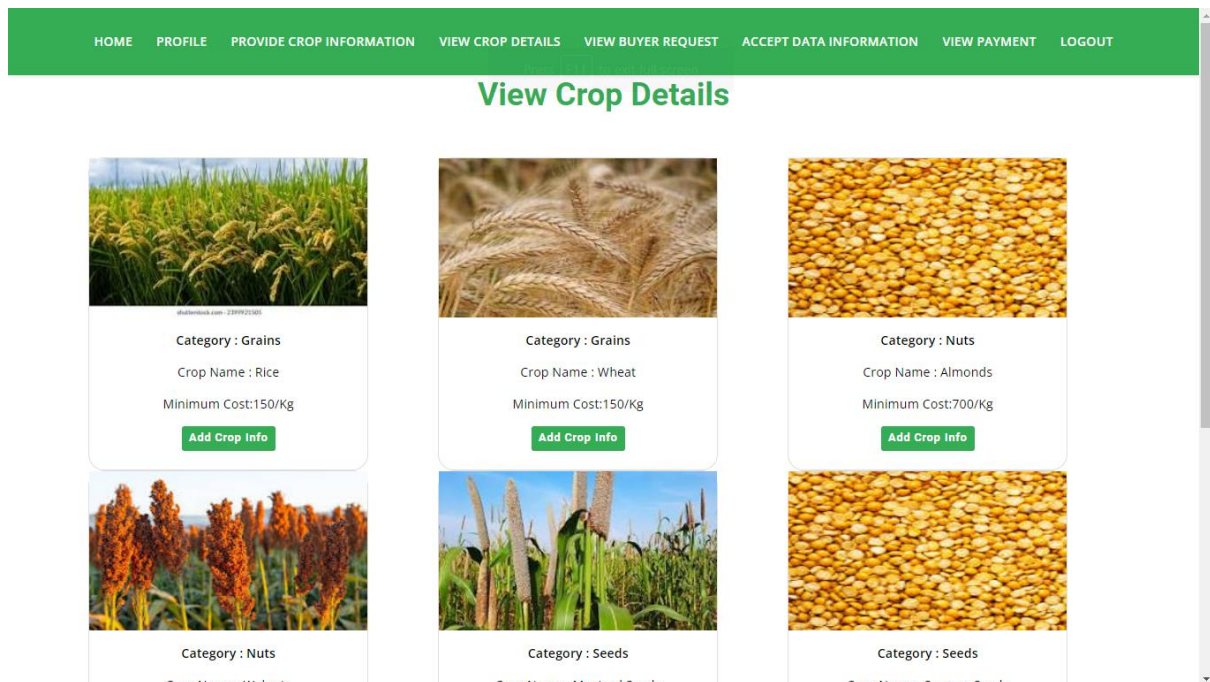 HOME PROFILE PROVIDE CROP INFORMATION VIEW CROP DETAILS VIEW BUYER REQUEST ACCEPT DATA INFORMATION VIEW PAYMENT LOGOUT
View Crop Details
shutterstock.com · 2399921505
Category : Grains
Crop Name : Rice
Minimum Cost:150/Kg
Add Crop Info
Category : Grains
Crop Name : Wheat
Minimum Cost:150/Kg
Add Crop Info
Category : Nuts
Crop Name : Almonds
Minimum Cost:700/Kg
Add Crop Info
Category : Nuts
Category : Seeds
Category : Seeds